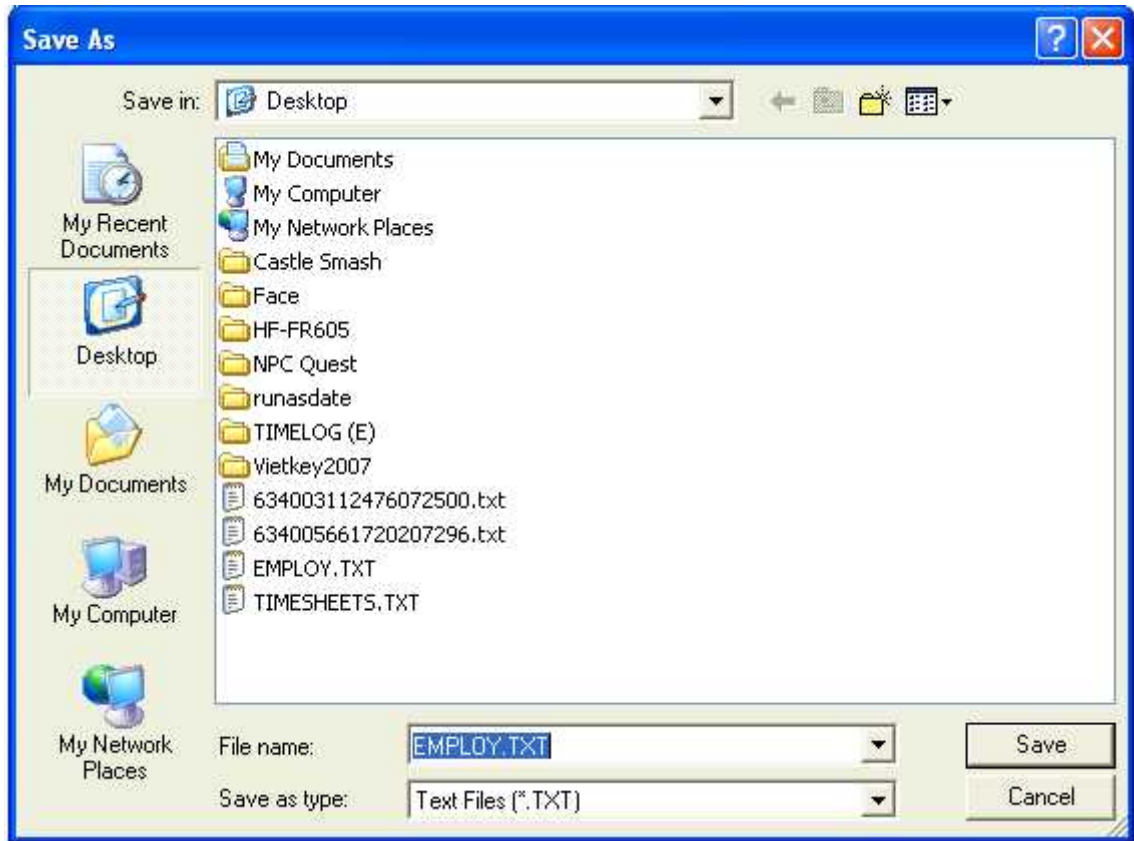 Save As
Save in: Desktop
My Recent
Documents
Desktop
My Documents
My Computer
My Network
Places
My Documents
My Computer
My Network Places
Castle Smash
Face
HF-FR605
NPC Quest
runasdate
TIMELOG (E)
Vietkey2007
634003112476072500.txt
634005661720207296.txt
EMPLOY.TXT
TIMESHEETS.TXT
File name: EMPLOY.TXT Save
Save as type: Text Files (*.TXT) Cancel